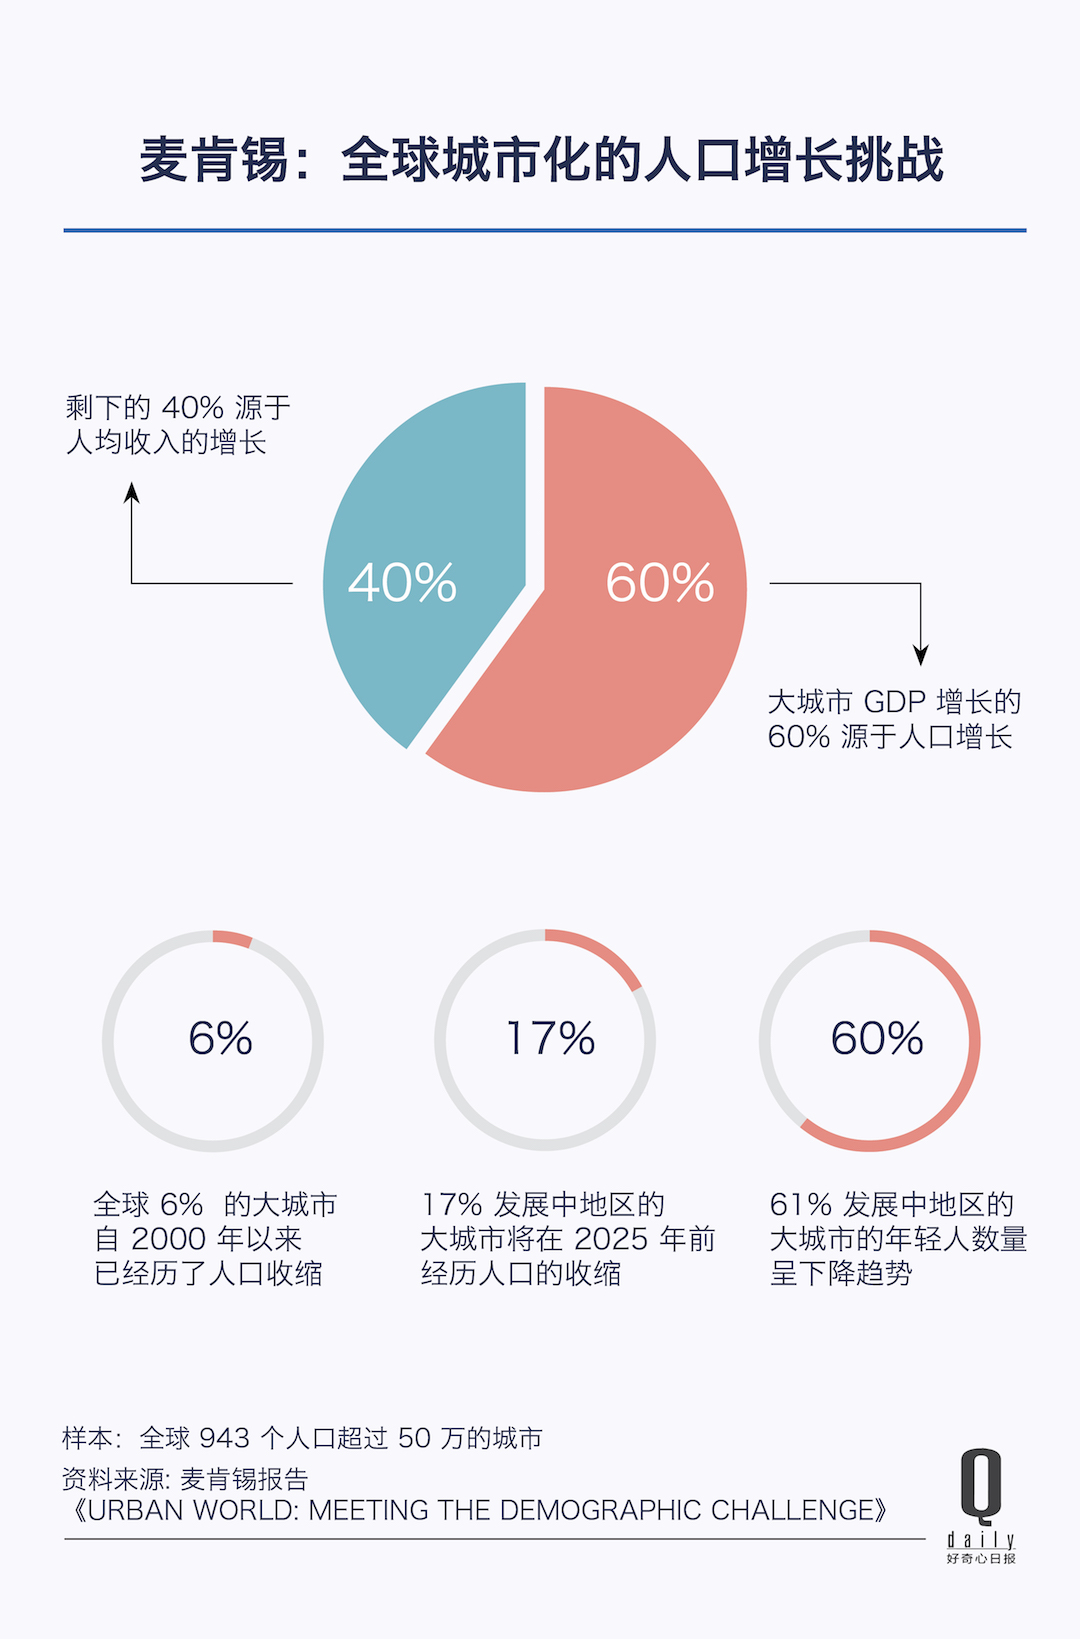 麦肯锡：全球城市化的人口增长挑战
剩下的 40% 源于
人均收入的增长
40%
60%
大城市 GDP 增长的
60% 源于人口增长
6%
17%
60%
全球 6% 的大城市
自 2000 年以来
已经历了人口收缩
17% 发展中地区的
大城市将在 2025 年前
经历人口的收缩
61% 发展中地区的
大城市的年轻人数量
呈下降趋势
样本：全球 943 个人口超过 50 万的城市
资料来源: 麦肯锡报告
《URBAN WORLD: MEETING THE DEMOGRAPHIC CHALLENGE》
Q
daily
好奇心日报